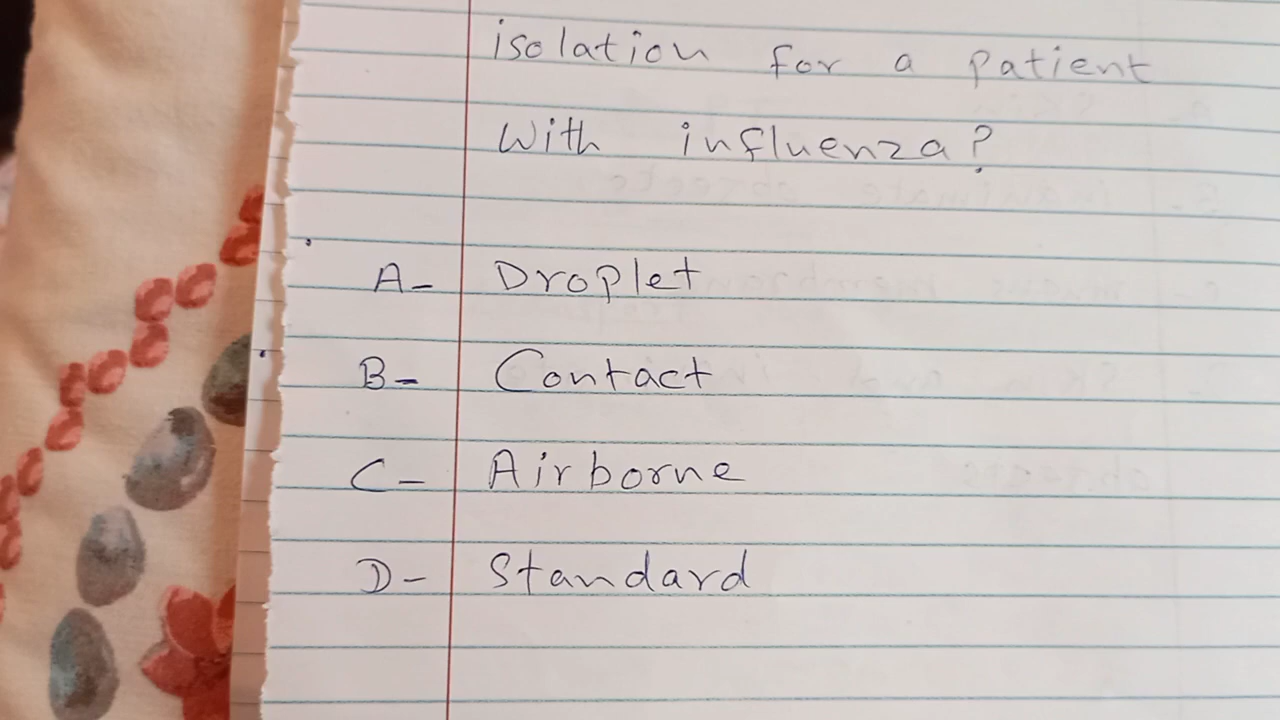 isolation for a patient
With influenza?
A- Droplet
B- Contact
C- Airborne
D- Standard